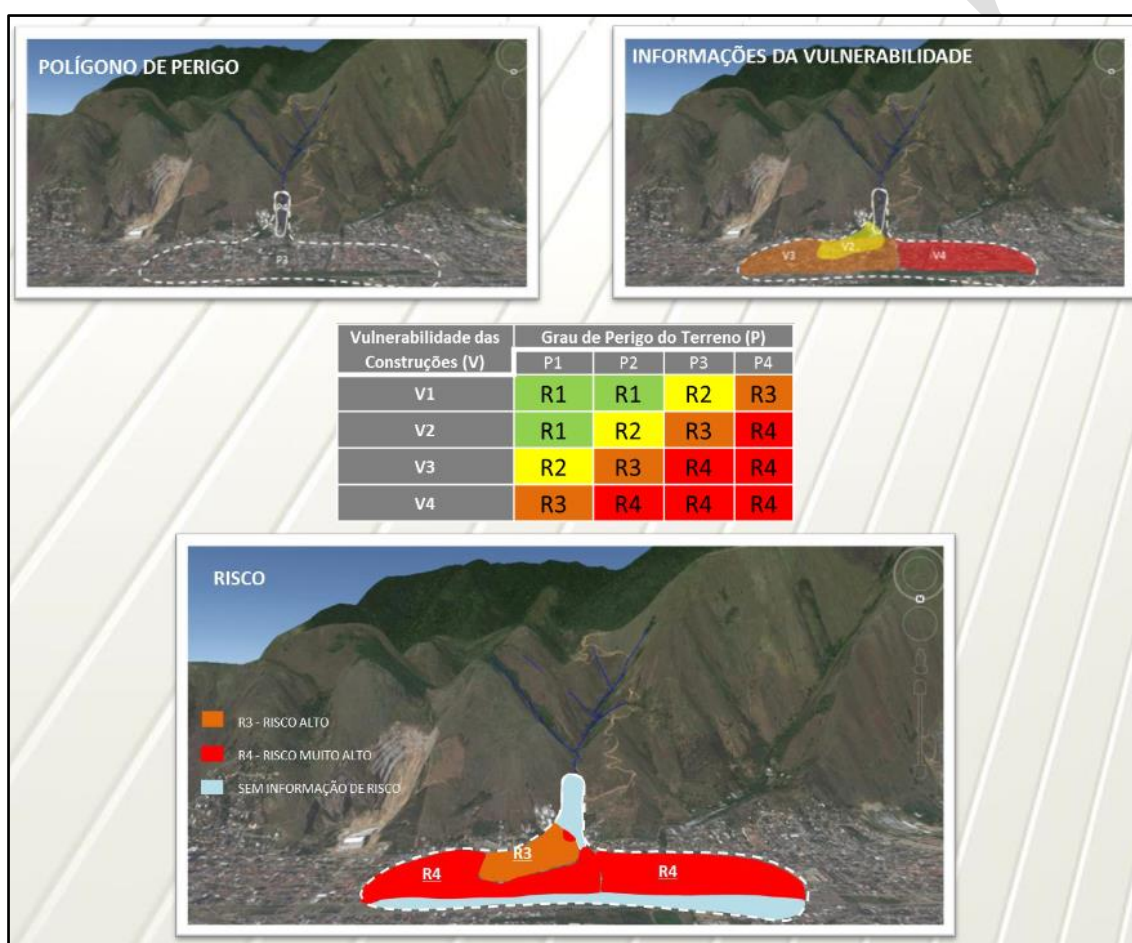 POLÍGONO DE PERIGO
P3
INFORMAÇÕES DA VULNERABILIDADE
V3
V2
V4
Vulnerabilidade das Construções (V)
Grau de Perigo do Terreno (P)
P1 P2 P3 P4
V1 R1 R1 R2 R3
V2 R1 R2 R3 R4
V3 R2 R3 R4 R4
V4 R3 R4 R4 R4
RISCO
R3 - RISCO ALTO
R4 - RISCO MUITO ALTO
SEM INFORMAÇÃO DE RISCO
R3
R4
R4